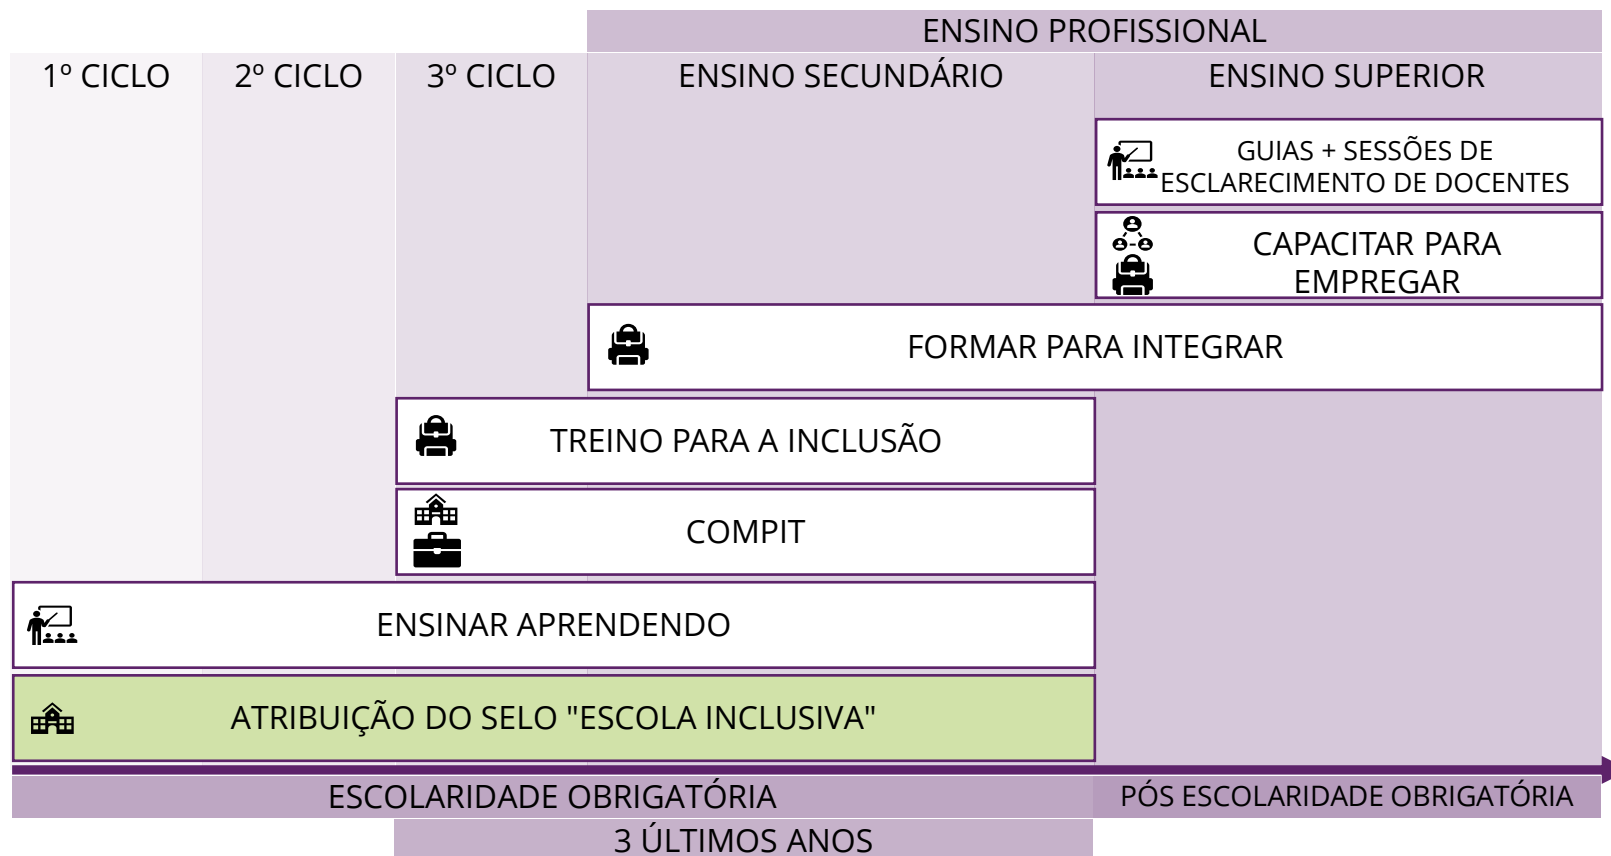 ENSINO PROFISSIONAL
1º CICLO
2º CICLO
3º CICLO
ENSINO SECUNDÁRIO
ENSINO SUPERIOR
GUIAS + SESSÕES DE
ESCLARECIMENTO DE DOCENTES
CAPACITAR PARA
EMPREGAR
FORMAR PARA INTEGRAR
TREINO PARA A INCLUSÃO
COMPIT
ENSINAR APRENDENDO
ATRIBUIÇÃO DO SELO "ESCOLA INCLUSIVA"
ESCOLARIDADE OBRIGATÓRIA
PÓS ESCOLARIDADE OBRIGATÓRIA
3 ÚLTIMOS ANOS